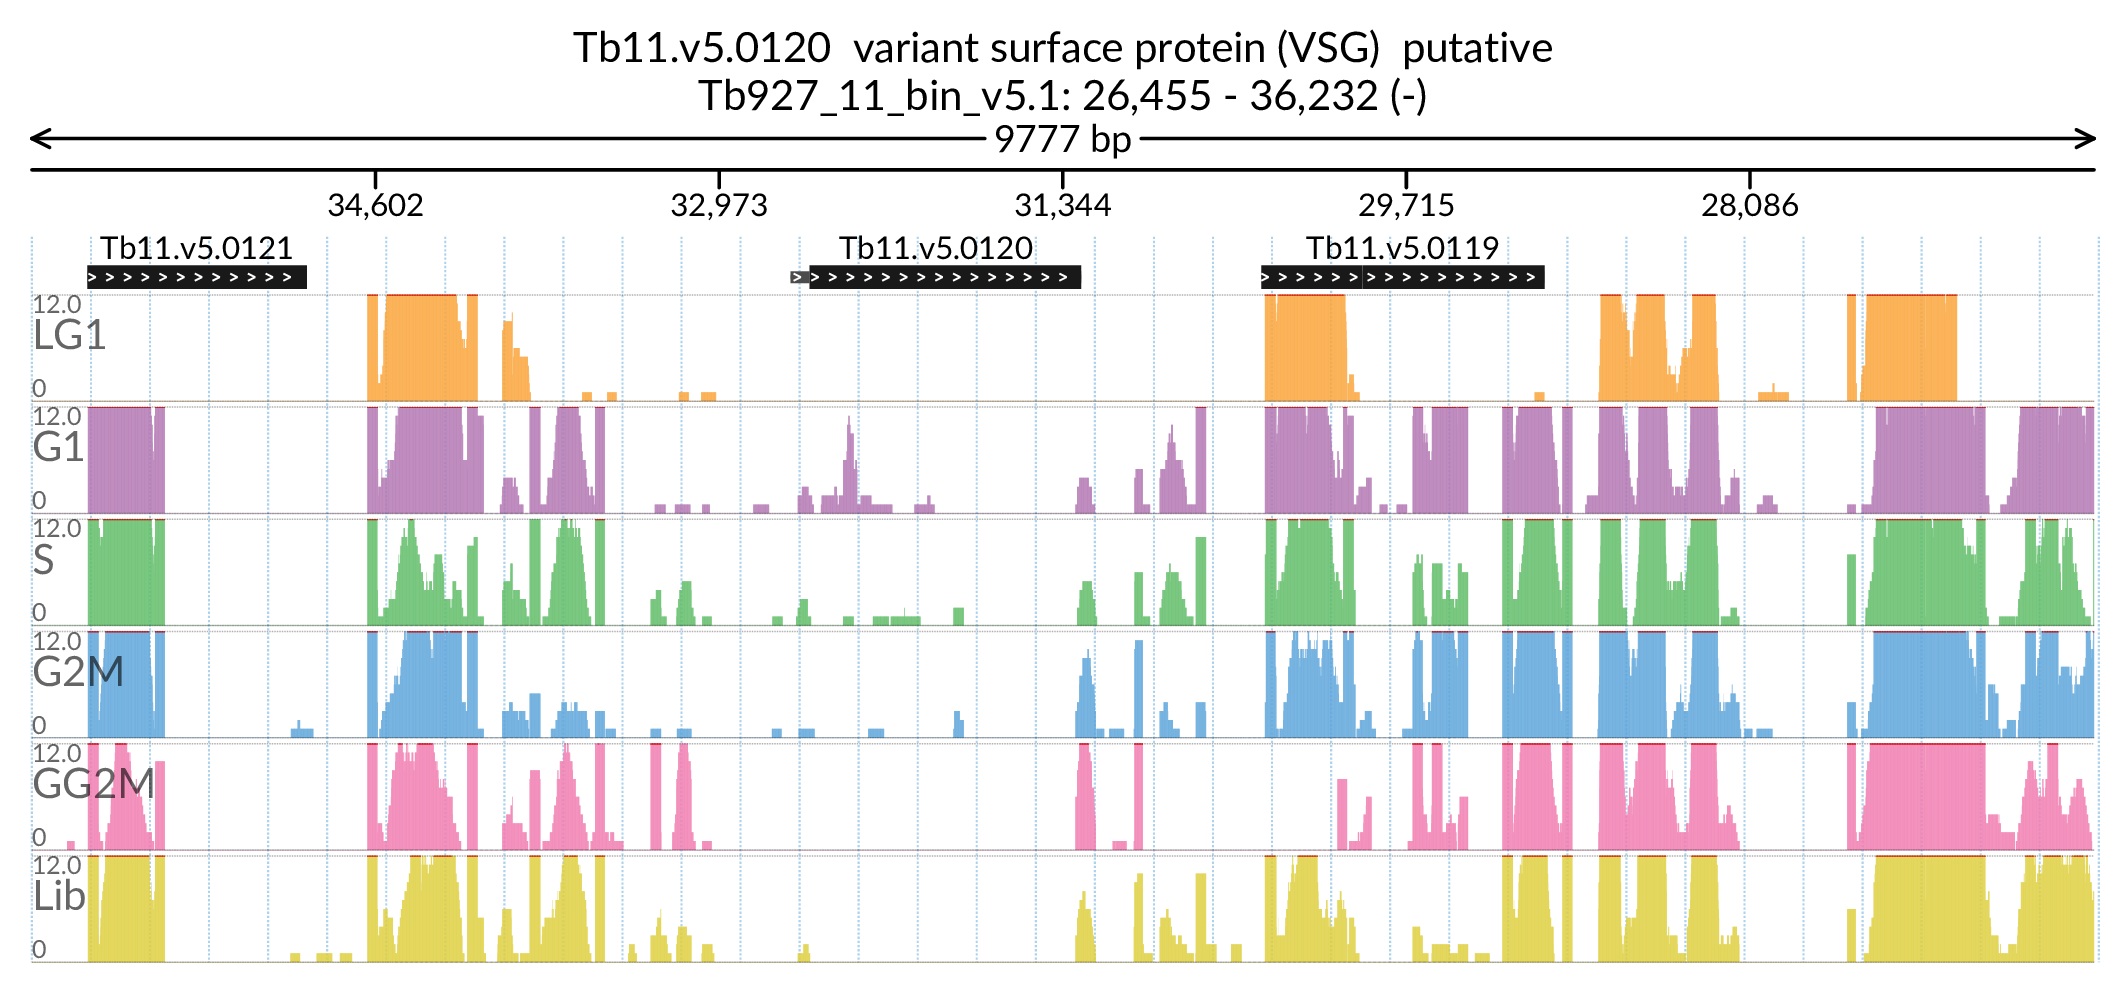 Tb11.v5.0120  variant surface protein (VSG)  putative
Tb927_11_bin_v5.1: 26,455 - 36,232 (-)
9777 bp
34,602 32,973 31,344 29,715 28,086
Tb11.v5.0121 Tb11.v5.0120 Tb11.v5.0119
12.0
LG1
0
12.0
G1
0
12.0
S
0
12.0
G2M
0
12.0
GG2M
0
12.0
Lib
0